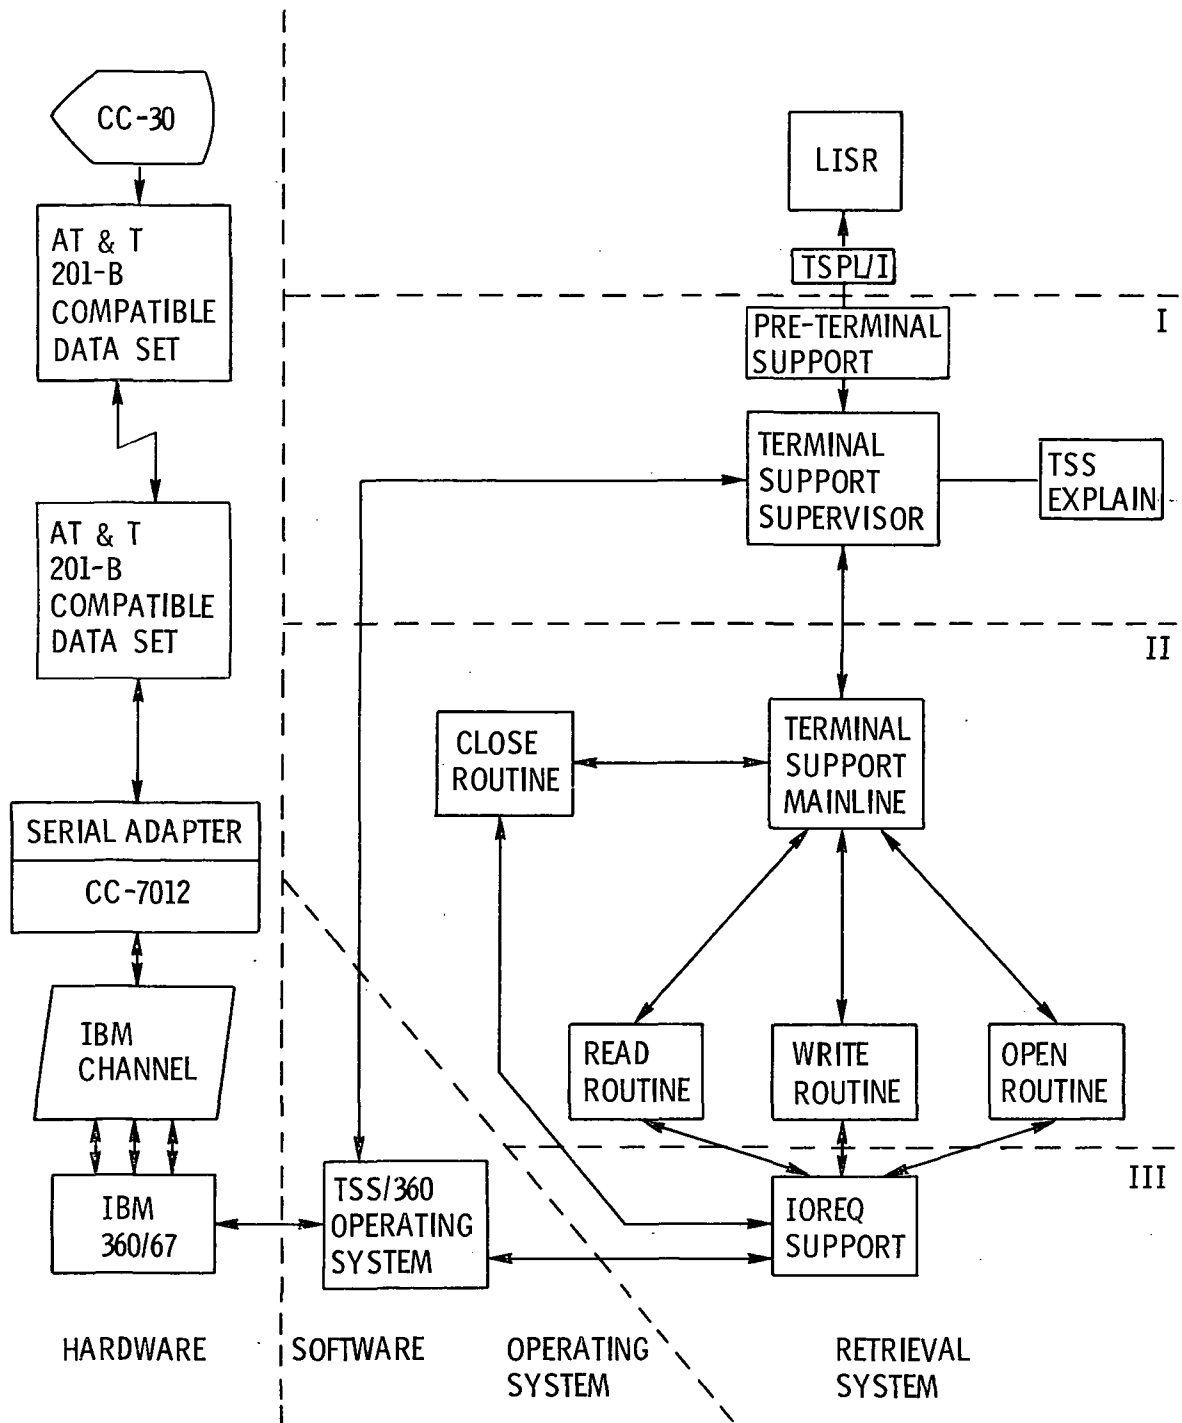 CC-30
AT & T
201-B
COMPATIBLE
DATA SET
AT & T
201-B
COMPATIBLE
DATA SET
SERIAL ADAPTER
CC-7012
IBM
CHANNEL
IBM
360/67
HARDWARE
LISR
TSPL/I
I
PRE-TERMINAL
SUPPORT
TERMINAL
SUPPORT
SUPERVISOR
TSS
EXPLAIN
II
CLOSE
ROUTINE
TERMINAL
SUPPORT
MAINLINE
READ
ROUTINE
WRITE
ROUTINE
OPEN
ROUTINE
III
TSS/360
OPERATING
SYSTEM
IOREQ
SUPPORT
SOFTWARE
OPERATING
SYSTEM
RETRIEVAL
SYSTEM